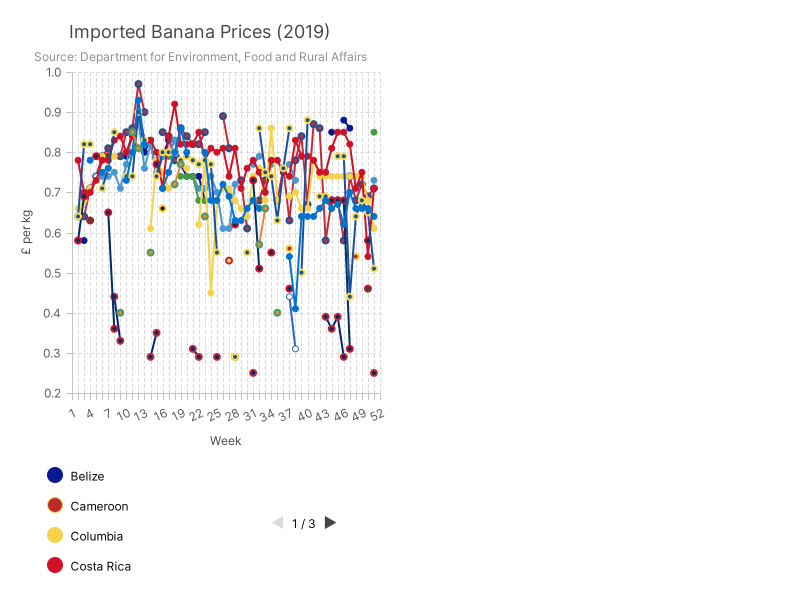 Imported Banana Prices (2019)
Source: Department for Environment, Food and Rural Affairs
1.0
0.9
0.8
0.7
0.6
0.5
0.4
0.3
0.2
£ per kg
1 4 7 10 13 16 19 22 25 28 31 34 37 40 43 46 49 52
Week
Belize
Cameroon
Columbia
Costa Rica
1 / 3